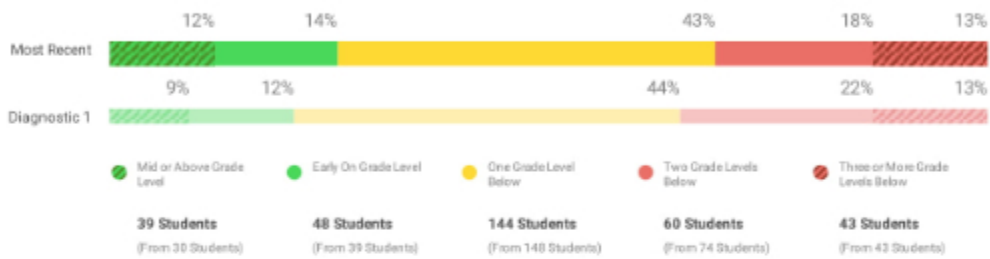 12% 14% 43% 18% 13%
Most Recent
9% 12% 44% 22% 13%
Diagnostic 1
Mid or Above Grade
Level
Early On Grade Level
One Grade Level
Below
Two Grade Levels
Below
Three or More Grade
Levels Below
39 Students
(From 30 Students)
48 Students
(From 39 Students)
144 Students
(From 148 Students)
60 Students
(From 74 Students)
43 Students
(From 43 Students)